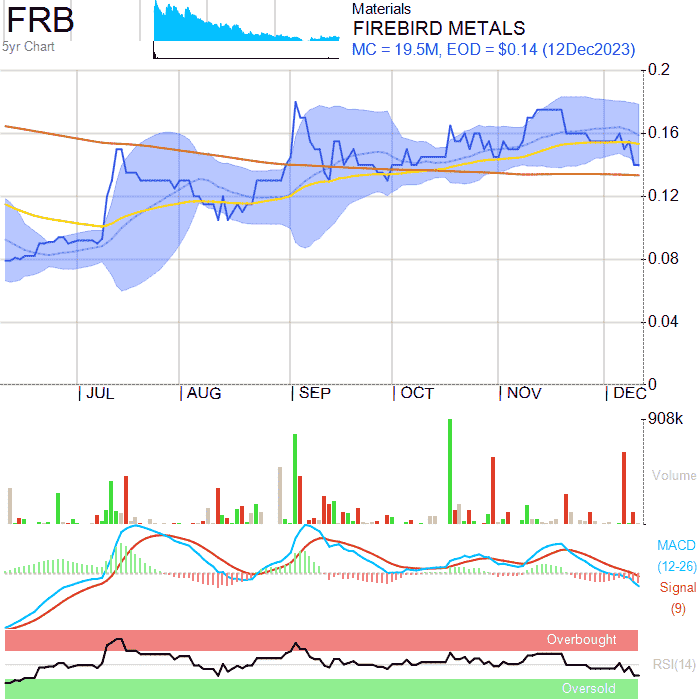 FRB
5yr Chart
Materials
FIREBIRD METALS
MC = 19.5M, EOD = $0.14 (12Dec2023)
0.2
0.16
0.12
0.08
0.04
0
JUL AUG SEP OCT NOV DEC
908k
Volume
MACD
(12-26)
Signal
(9)
Overbought
RSI(14)
Oversold